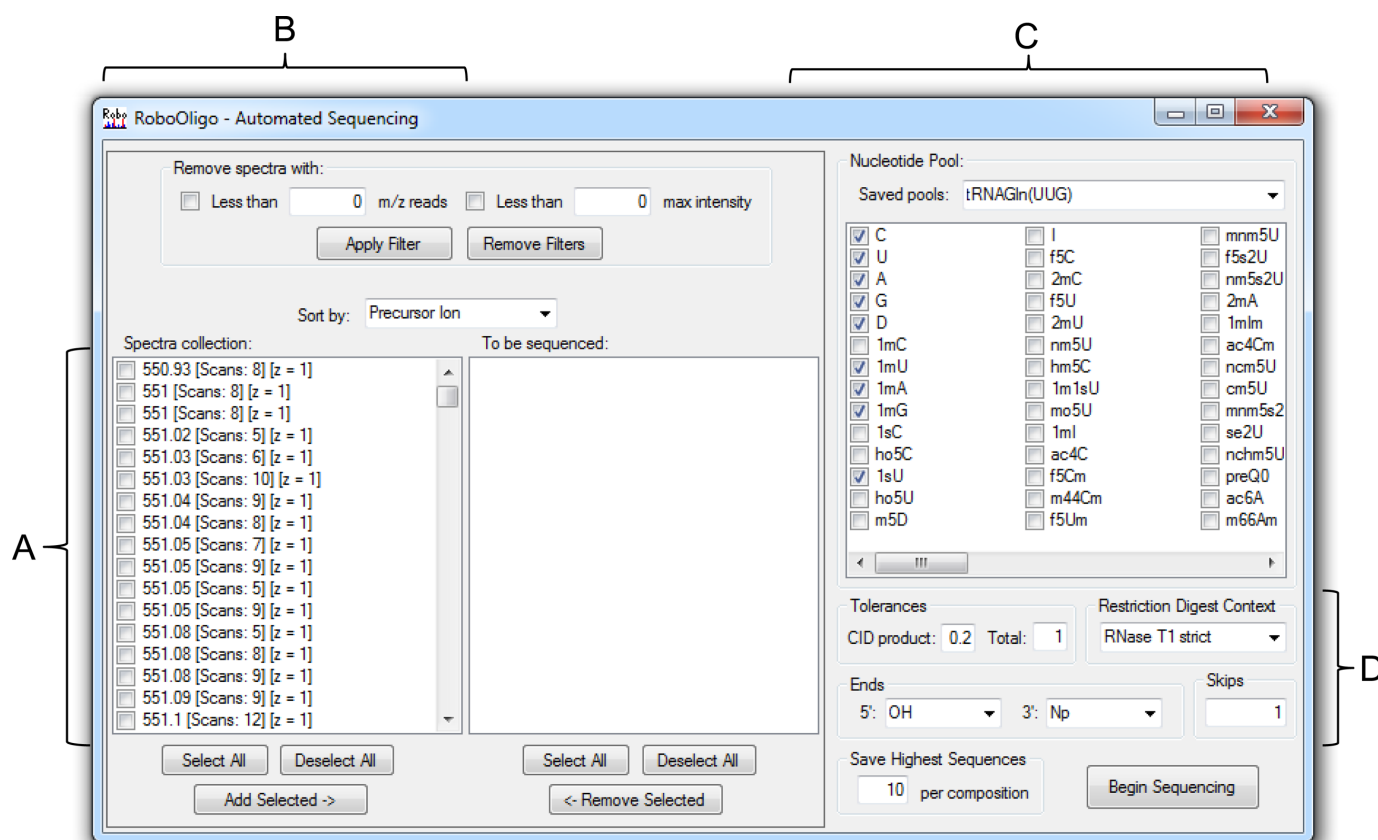 B
C
Robo RoboOligo - Automated Sequencing
Remove spectra with:
Less than 0 m/z reads Less than 0 max intensity
Apply Filter Remove Filters
Sort by: Precursor Ion
Spectra collection: To be sequenced:
A
550.93 [Scans: 8] [z = 1]
551 [Scans: 8] [z = 1]
551 [Scans: 8] [z = 1]
551.02 [Scans: 5] [z = 1]
551.03 [Scans: 6] [z = 1]
551.03 [Scans: 10] [z = 1]
551.04 [Scans: 9] [z = 1]
551.04 [Scans: 8] [z = 1]
551.05 [Scans: 7] [z = 1]
551.05 [Scans: 9] [z = 1]
551.05 [Scans: 5] [z = 1]
551.05 [Scans: 9] [z = 1]
551.08 [Scans: 5] [z = 1]
551.08 [Scans: 8] [z = 1]
551.08 [Scans: 9] [z = 1]
551.09 [Scans: 9] [z = 1]
551.1 [Scans: 12] [z = 1]
Select All Deselect All
Add Selected ->
Select All Deselect All
<- Remove Selected
Nucleotide Pool:
Saved pools: tRNAGln(UUG)
C I mnm5U
U f5C f5s2U
A 2mC nm5s2U
G f5U 2mA
D 2mU 1mIm
1mC nm5U ac4Cm
1mU hm5C ncm5U
1mA 1m1sU cm5U
1mG mo5U mnm5s2
1sC 1mI se2U
ho5C ac4C nchm5U
1sU f5Cm preQ0
ho5U m44Cm ac6A
m5D f5Um m66Am
Tolerances
CID product: 0.2 Total: 1
Restriction Digest Context
RNase T1 strict
D
Ends
5': OH 3': Np
Skips
1
Save Highest Sequences
10 per composition
Begin Sequencing